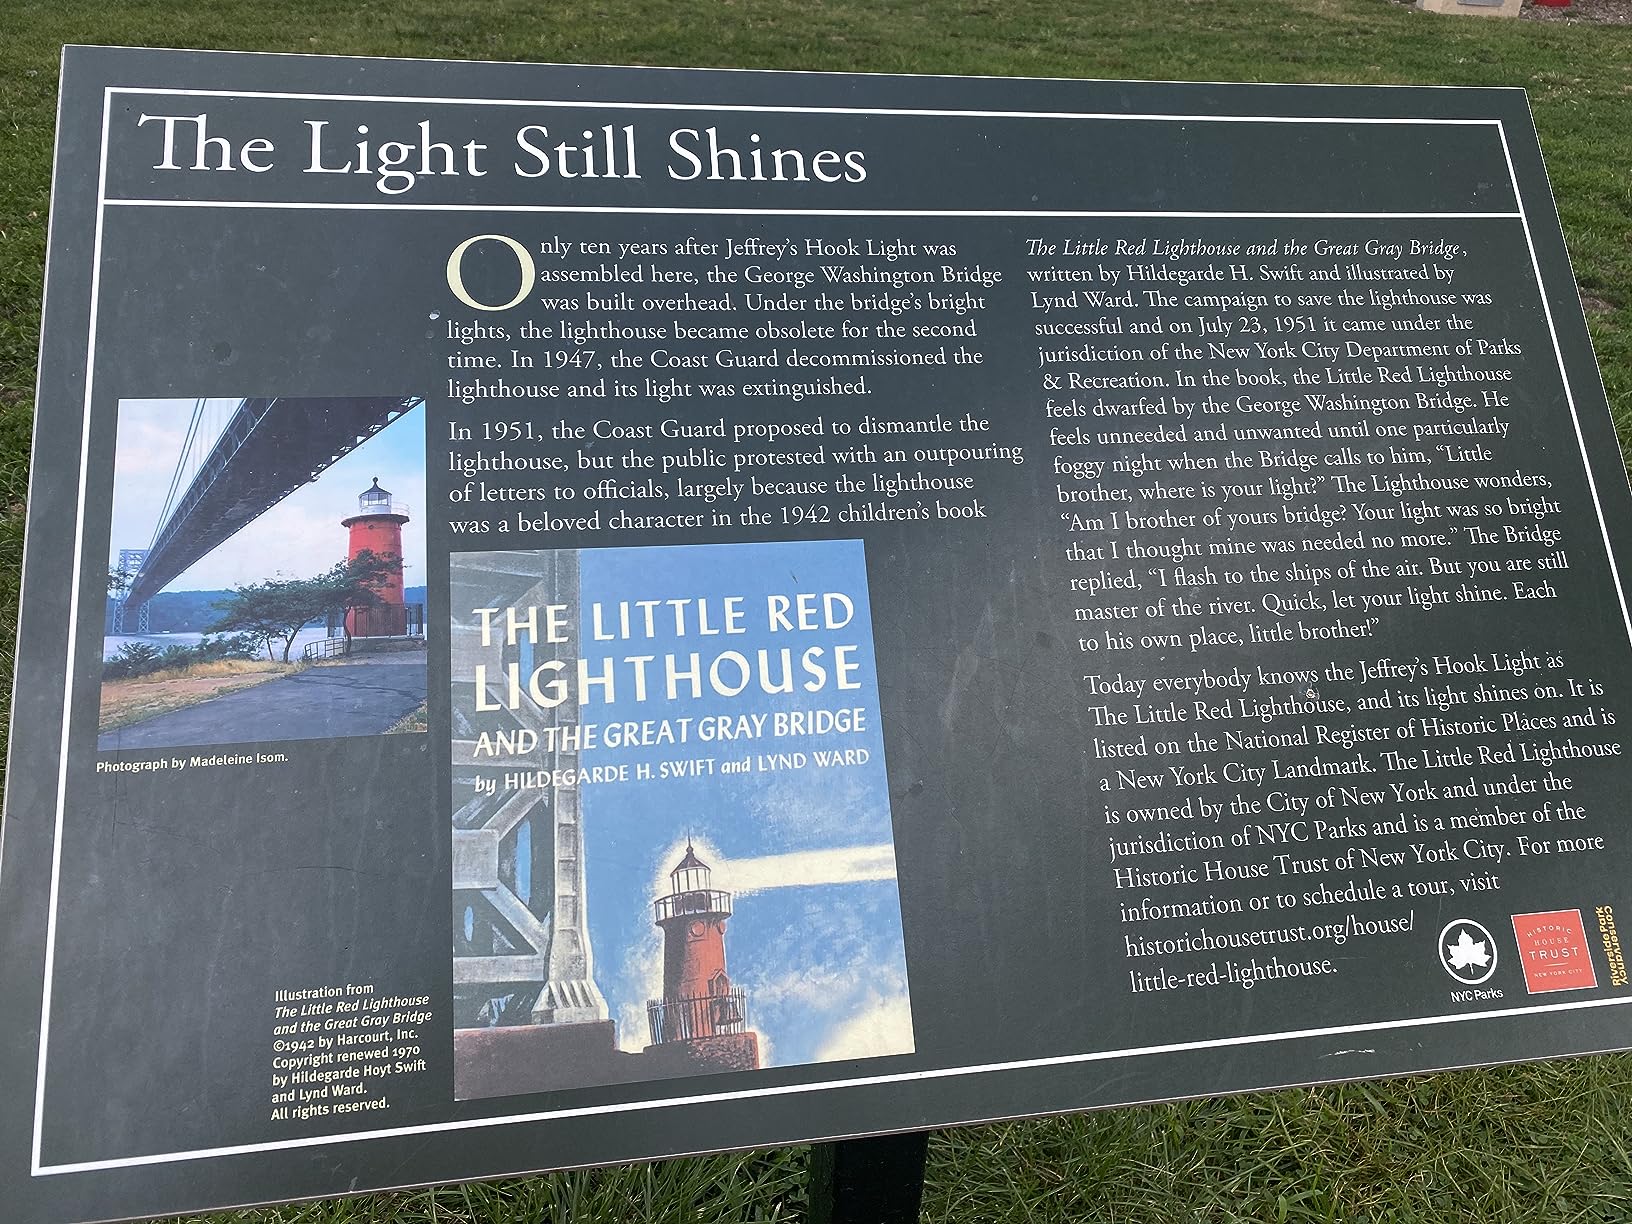 The Light Still Shines
Only ten years after Jeffrey's Hook Light was
assembled here, the George Washington Bridge
was built overhead. Under the bridge's bright
lights, the lighthouse became obsolete for the second
time. In 1947, the Coast Guard decommissioned the
lighthouse and its light was extinguished.
In 1951, the Coast Guard proposed to dismantle the
lighthouse, but the public protested with an outpouring
of letters to officials, largely because the lighthouse
was a beloved character in the 1942 children's book
The Little Red Lighthouse and the Great Gray Bridge,
written by Hildegarde H. Swift and illustrated by
Lynd Ward. The campaign to save the lighthouse was
successful and on July 23, 1951 it came under the
jurisdiction of the New York City Department of Parks
& Recreation. In the book, the Little Red Lighthouse
feels dwarfed by the George Washington Bridge. He
feels unneeded and unwanted until one particularly
foggy night when the Bridge calls to him, “Little
brother, where is your light?” The Lighthouse wonders,
“Am I brother of yours bridge? Your light was so bright
that I thought mine was needed no more.” The Bridge
replied, “I flash to the ships of the air. But you are still
master of the river. Quick, let your light shine. Each
to his own place, little brother!”
Today everybody knows the Jeffrey's Hook Light as
The Little Red Lighthouse, and its light shines on. It is
listed on the National Register of Historic Places and is
a New York City Landmark. The Little Red Lighthouse
is owned by the City of New York and under the
jurisdiction of NYC Parks and is a member of the
Historic House Trust of New York City. For more
information or to schedule a tour, visit
historichousetrust.org/house/
little-red-lighthouse.
Photograph by Madeleine Isom.
THE LITTLE RED
LIGHTHOUSE
AND THE GREAT GRAY BRIDGE
by HILDEGARDE H. SWIFT and LYND WARD
Illustration from
The Little Red Lighthouse
and the Great Gray Bridge
©1942 by Harcourt, Inc.
Copyright renewed 1970
by Hildegarde Hoyt Swift
and Lynd Ward.
All rights reserved.
NYC Parks
HISTORIC
HOUSE
TRUST
NEW YORK CITY
Riverside Park
Conservancy